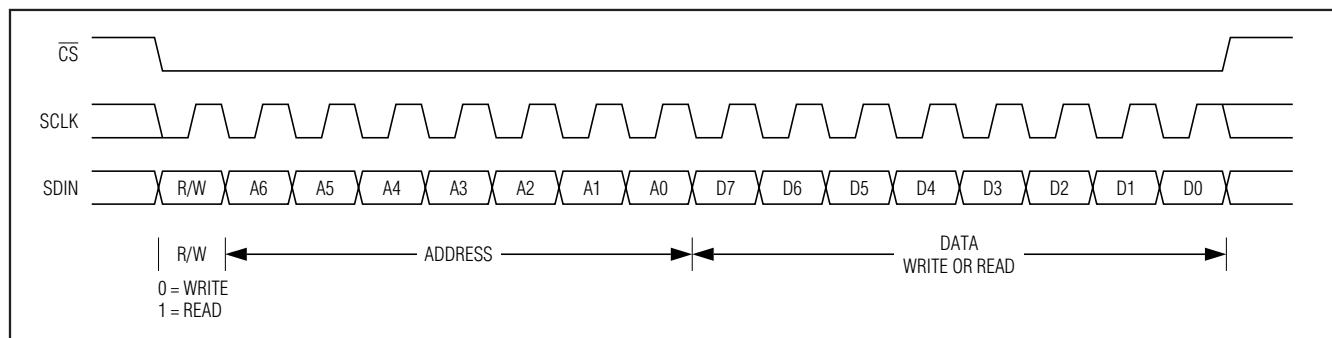 CS
SCLK
SDIN R/W A6 A5 A4 A3 A2 A1 A0 D7 D6 D5 D4 D3 D2 D1 D0
R/W ADDRESS DATA
WRITE OR READ
0 = WRITE
1 = READ